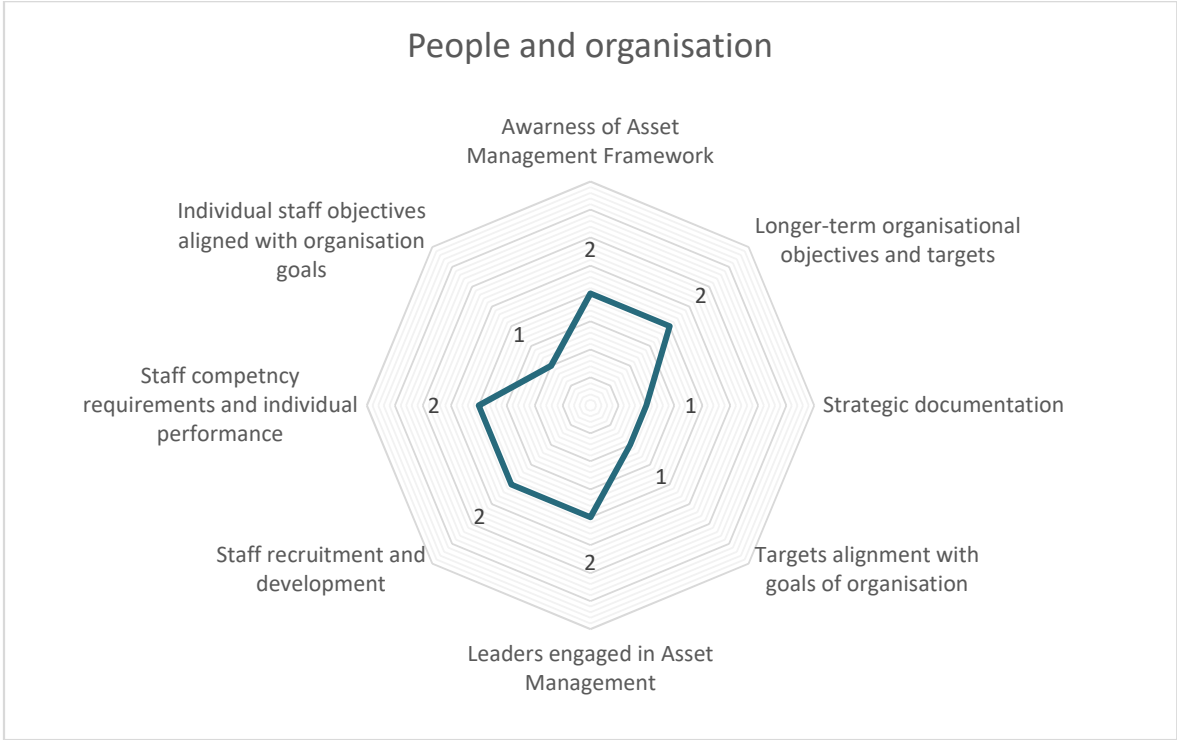 People and organisation
Awarness of Asset
Management Framework
Individual staff objectives
aligned with organisation
goals
Longer-term organisational
objectives and targets
2
2
1
Staff competncy
requirements and individual
performance
2
1
Strategic documentation
1
2
2
Staff recruitment and
development
Targets alignment with
goals of organisation
Leaders engaged in Asset
Management